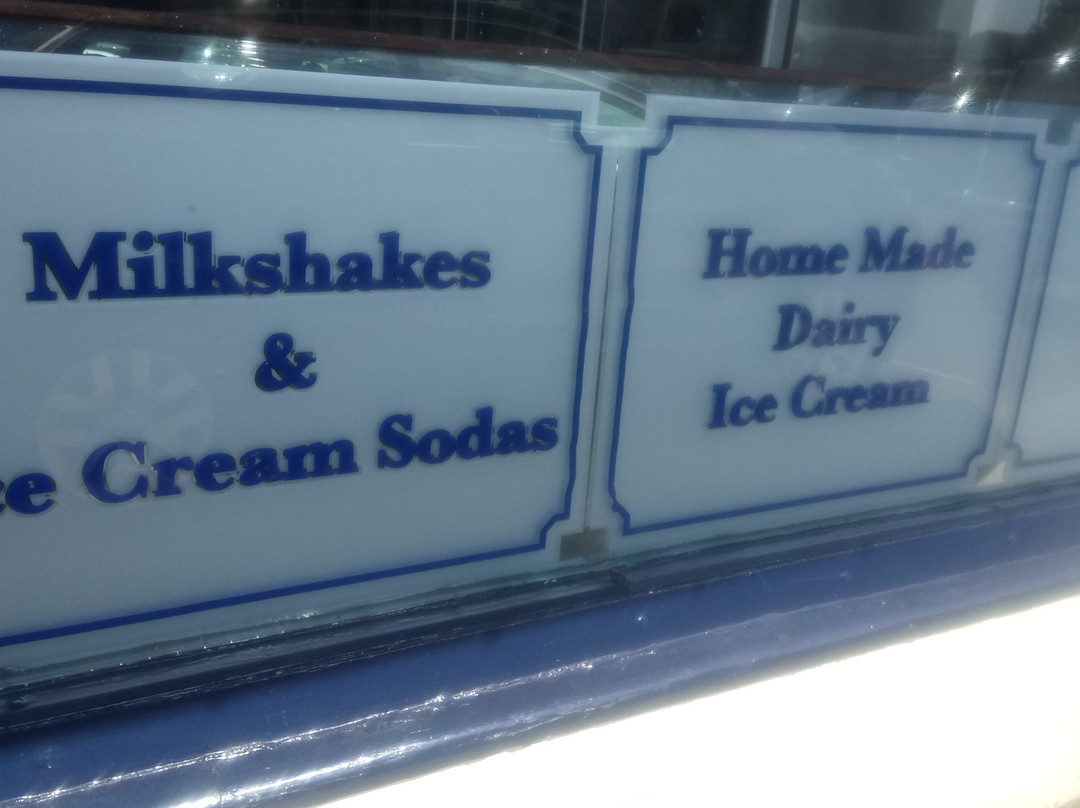 Milkshakes
&
ce Cream Sodas
Home Made
Dairy
Ice Cream